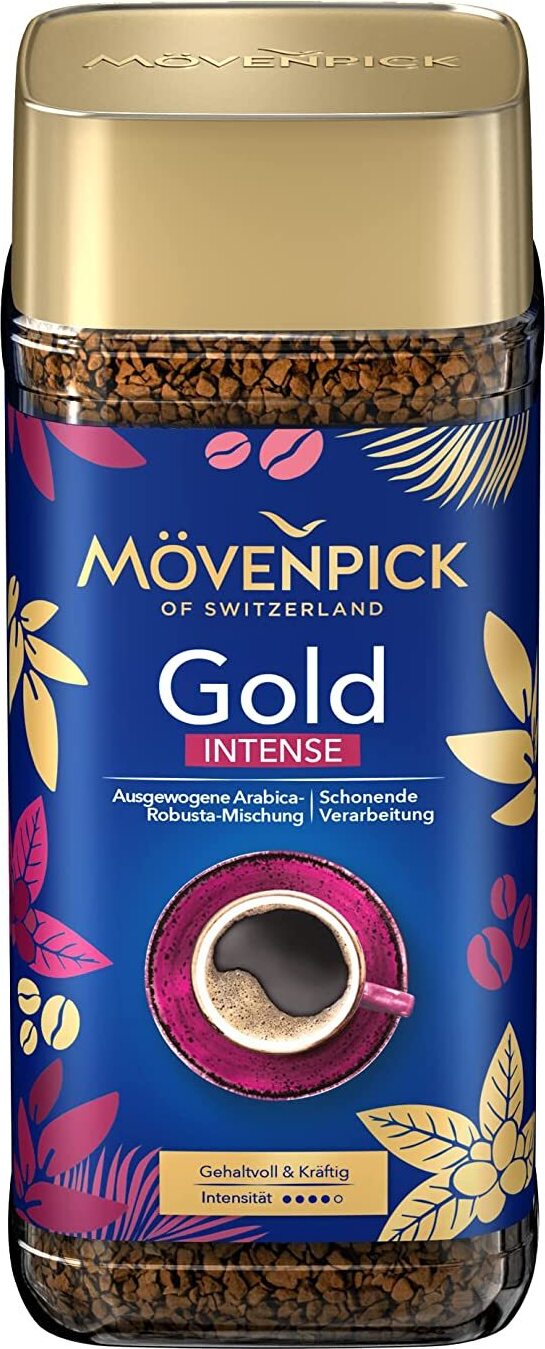 MÖVENPICK
MÖVENPICK
OF SWITZERLAND
Gold
INTENSE
Ausgewogene Arabica-
Robusta-Mischung
Schonende
Verarbeitung
Gehaltvoll & Kräftig
Intensität